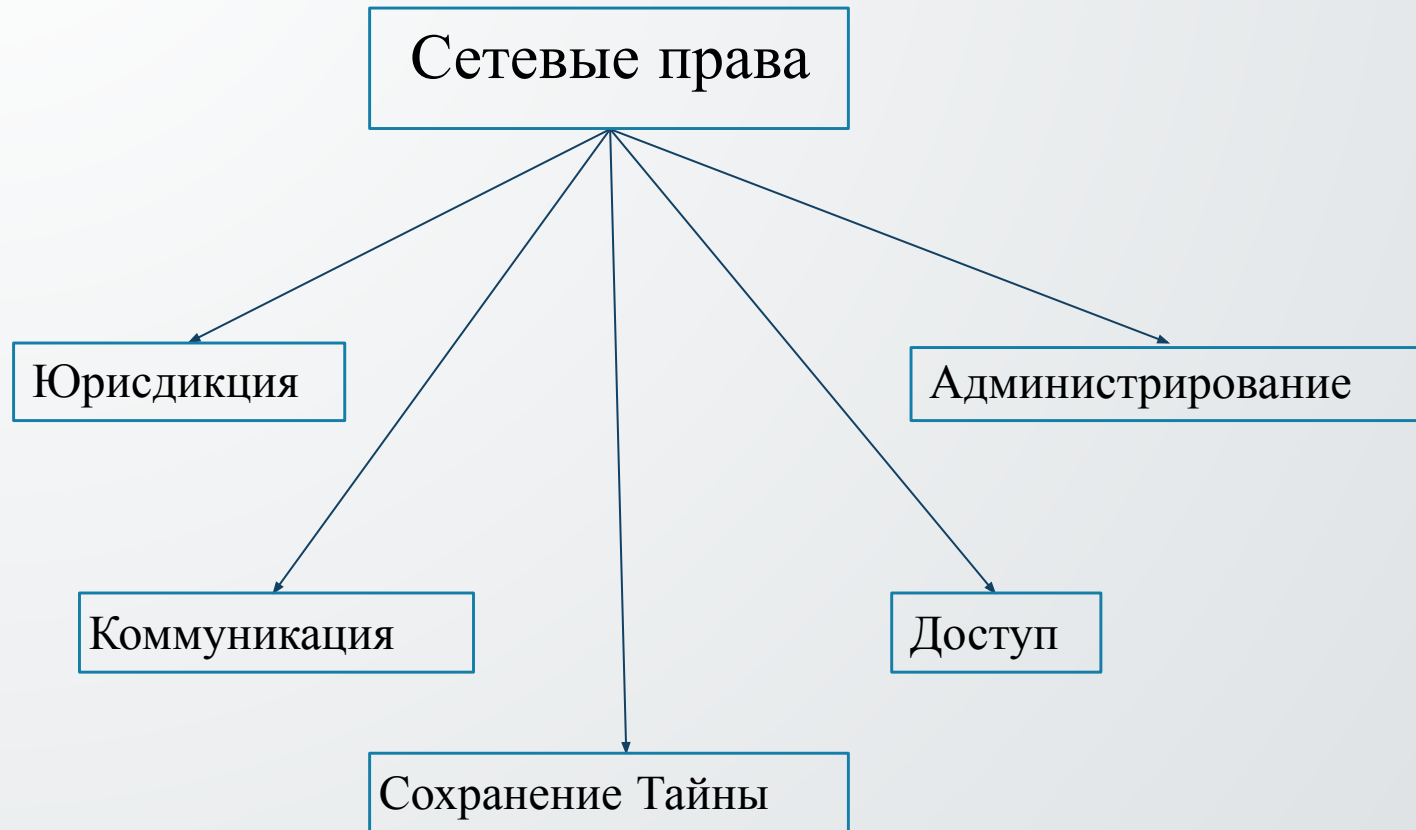 Сетевые права
Юрисдикция
Администрирование
Коммуникация
Доступ
Сохранение Тайны